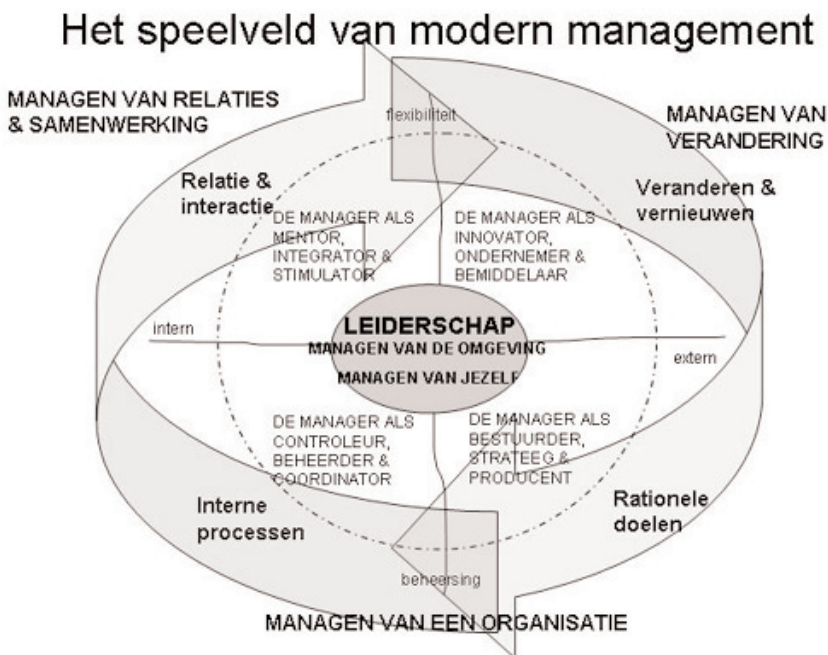 Het speelveld van modern management
MANAGEN VAN RELATIES
& SAMENWERKING
MANAGEN VAN
VERANDERING
flexibiliteit
Relatie &
interactie
Veranderen &
vernieuwen
DE MANAGER ALS
MENTOR,
INTEGRATOR &
STIMULATOR
DE MANAGER ALS
INNOVATOR,
ONDERNEMER &
BEMIDDELAAR
intern
LEIDERSCHAP
MANAGEN VAN DE OMGEVING
MANAGEN VAN JEZELF
extern
DE MANAGER ALS
CONTROLEUR,
BEHEERDER &
COORDINATOR
DE MANAGER ALS
BESTUURDER,
STRATEEG &
PRODUCENT
Interne
processen
Rationele
doelen
beheersing
MANAGEN VAN EEN ORGANISATIE